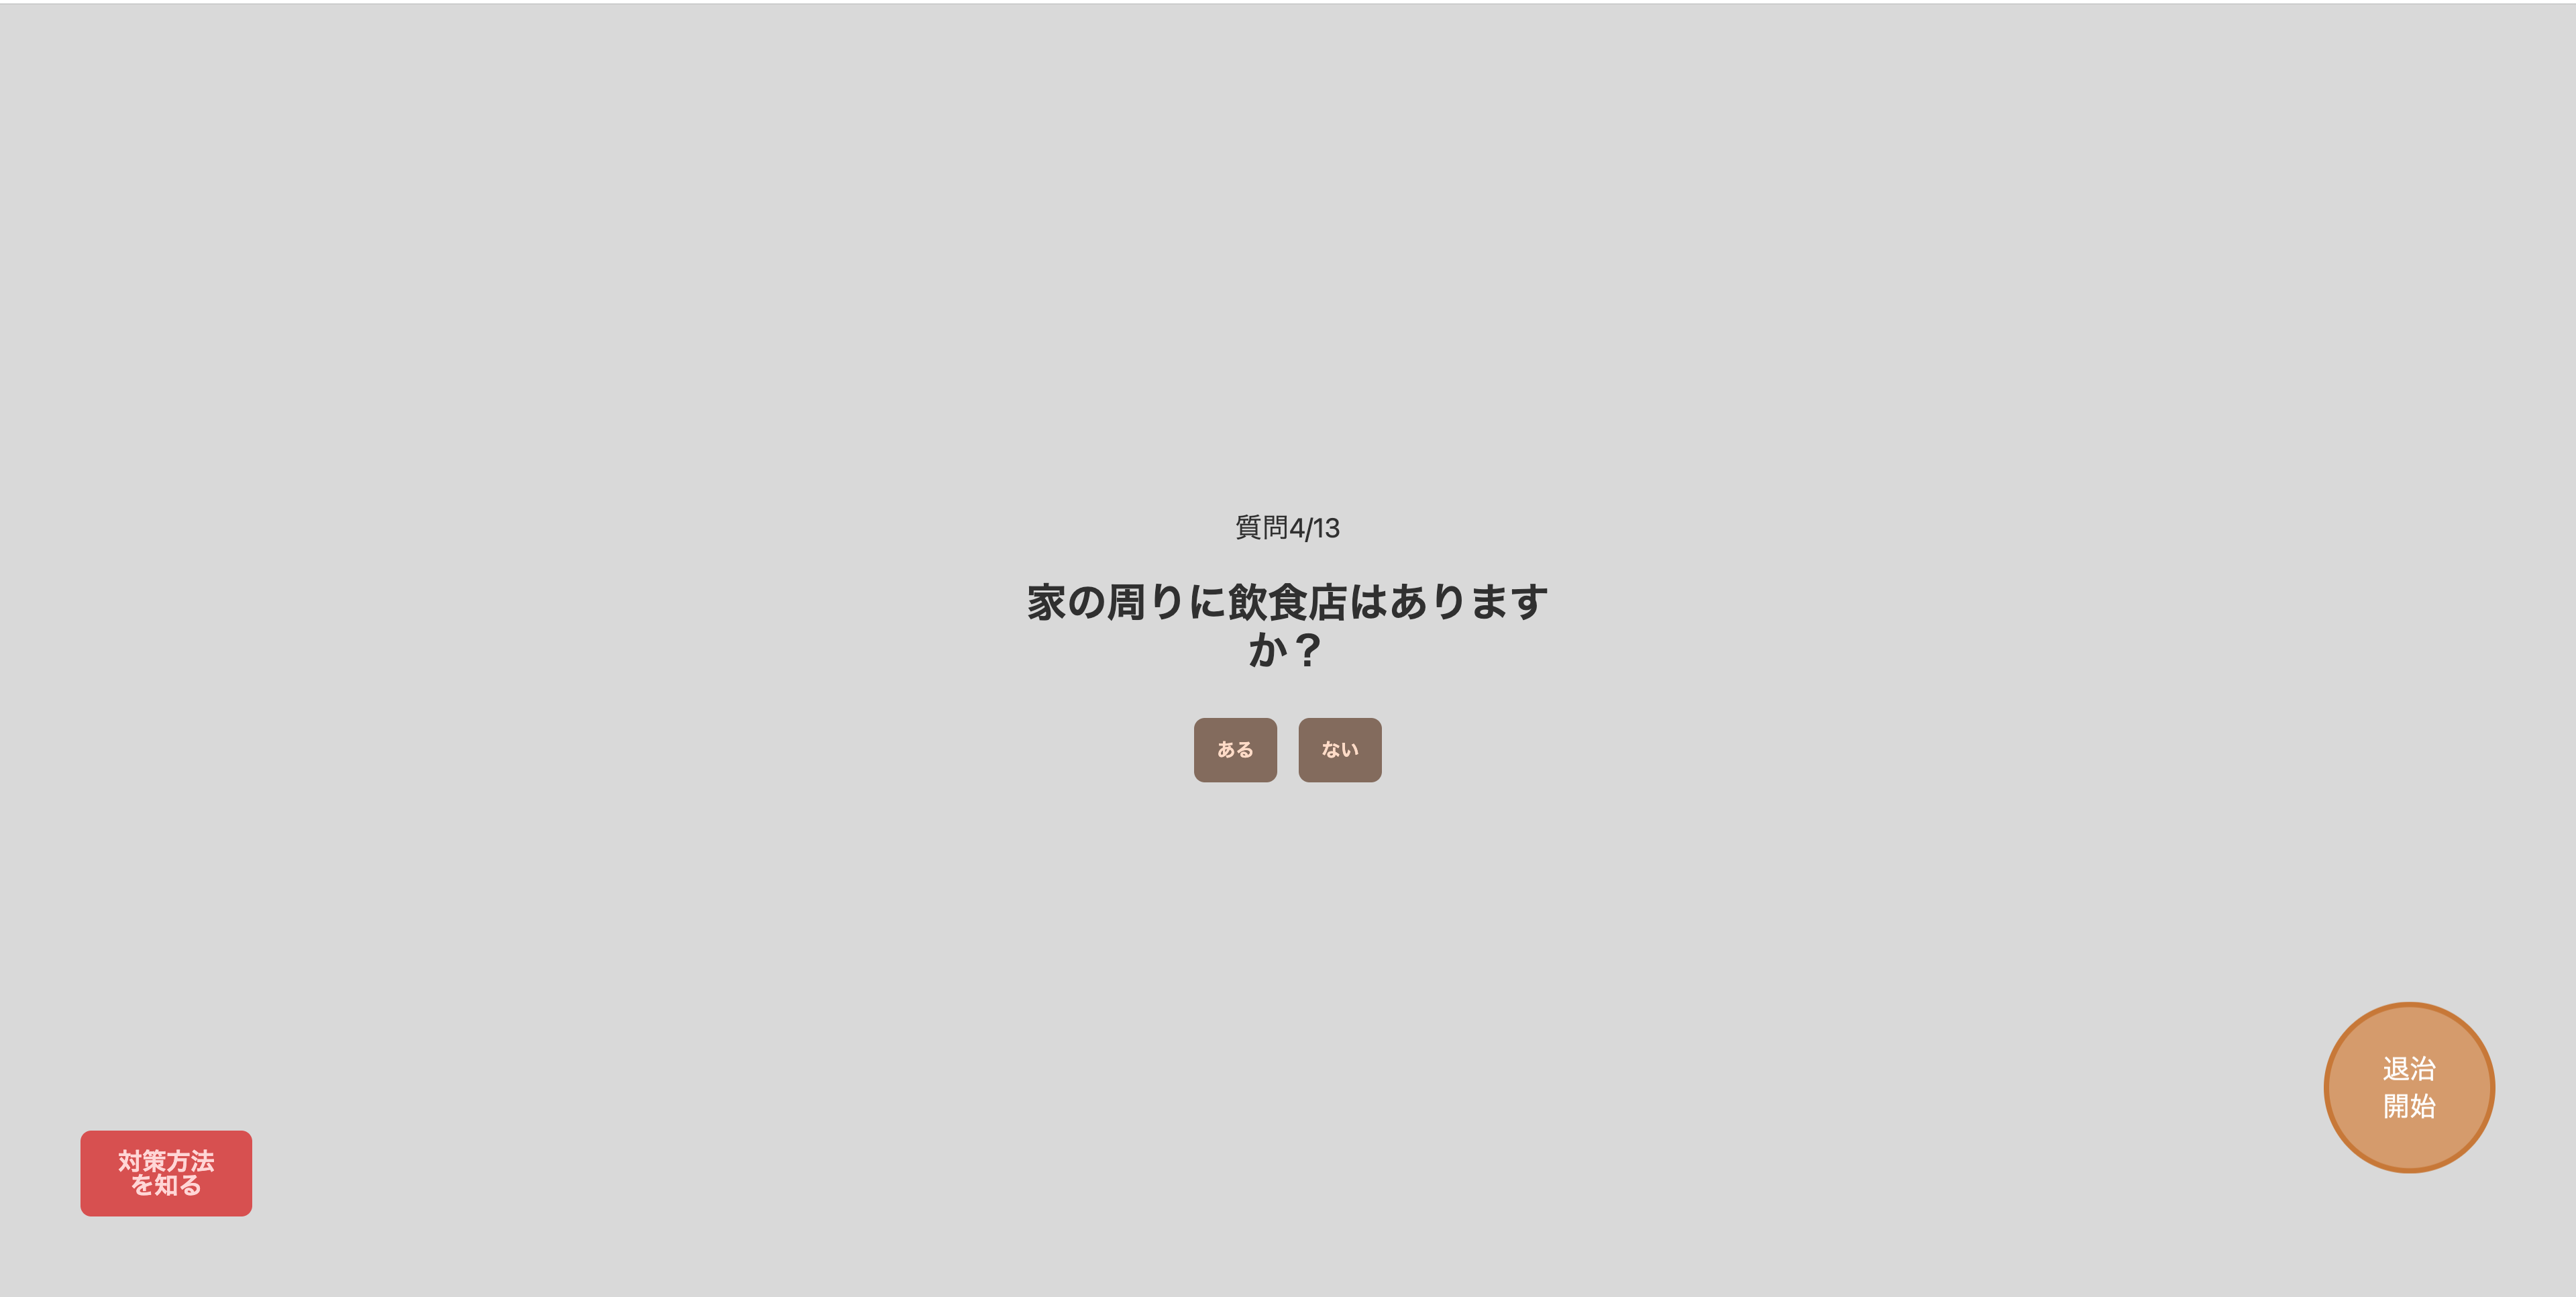 質問4/13
家の周りに飲食店はあります
か？
ある
ない
退治
開始
対策方法
を知る